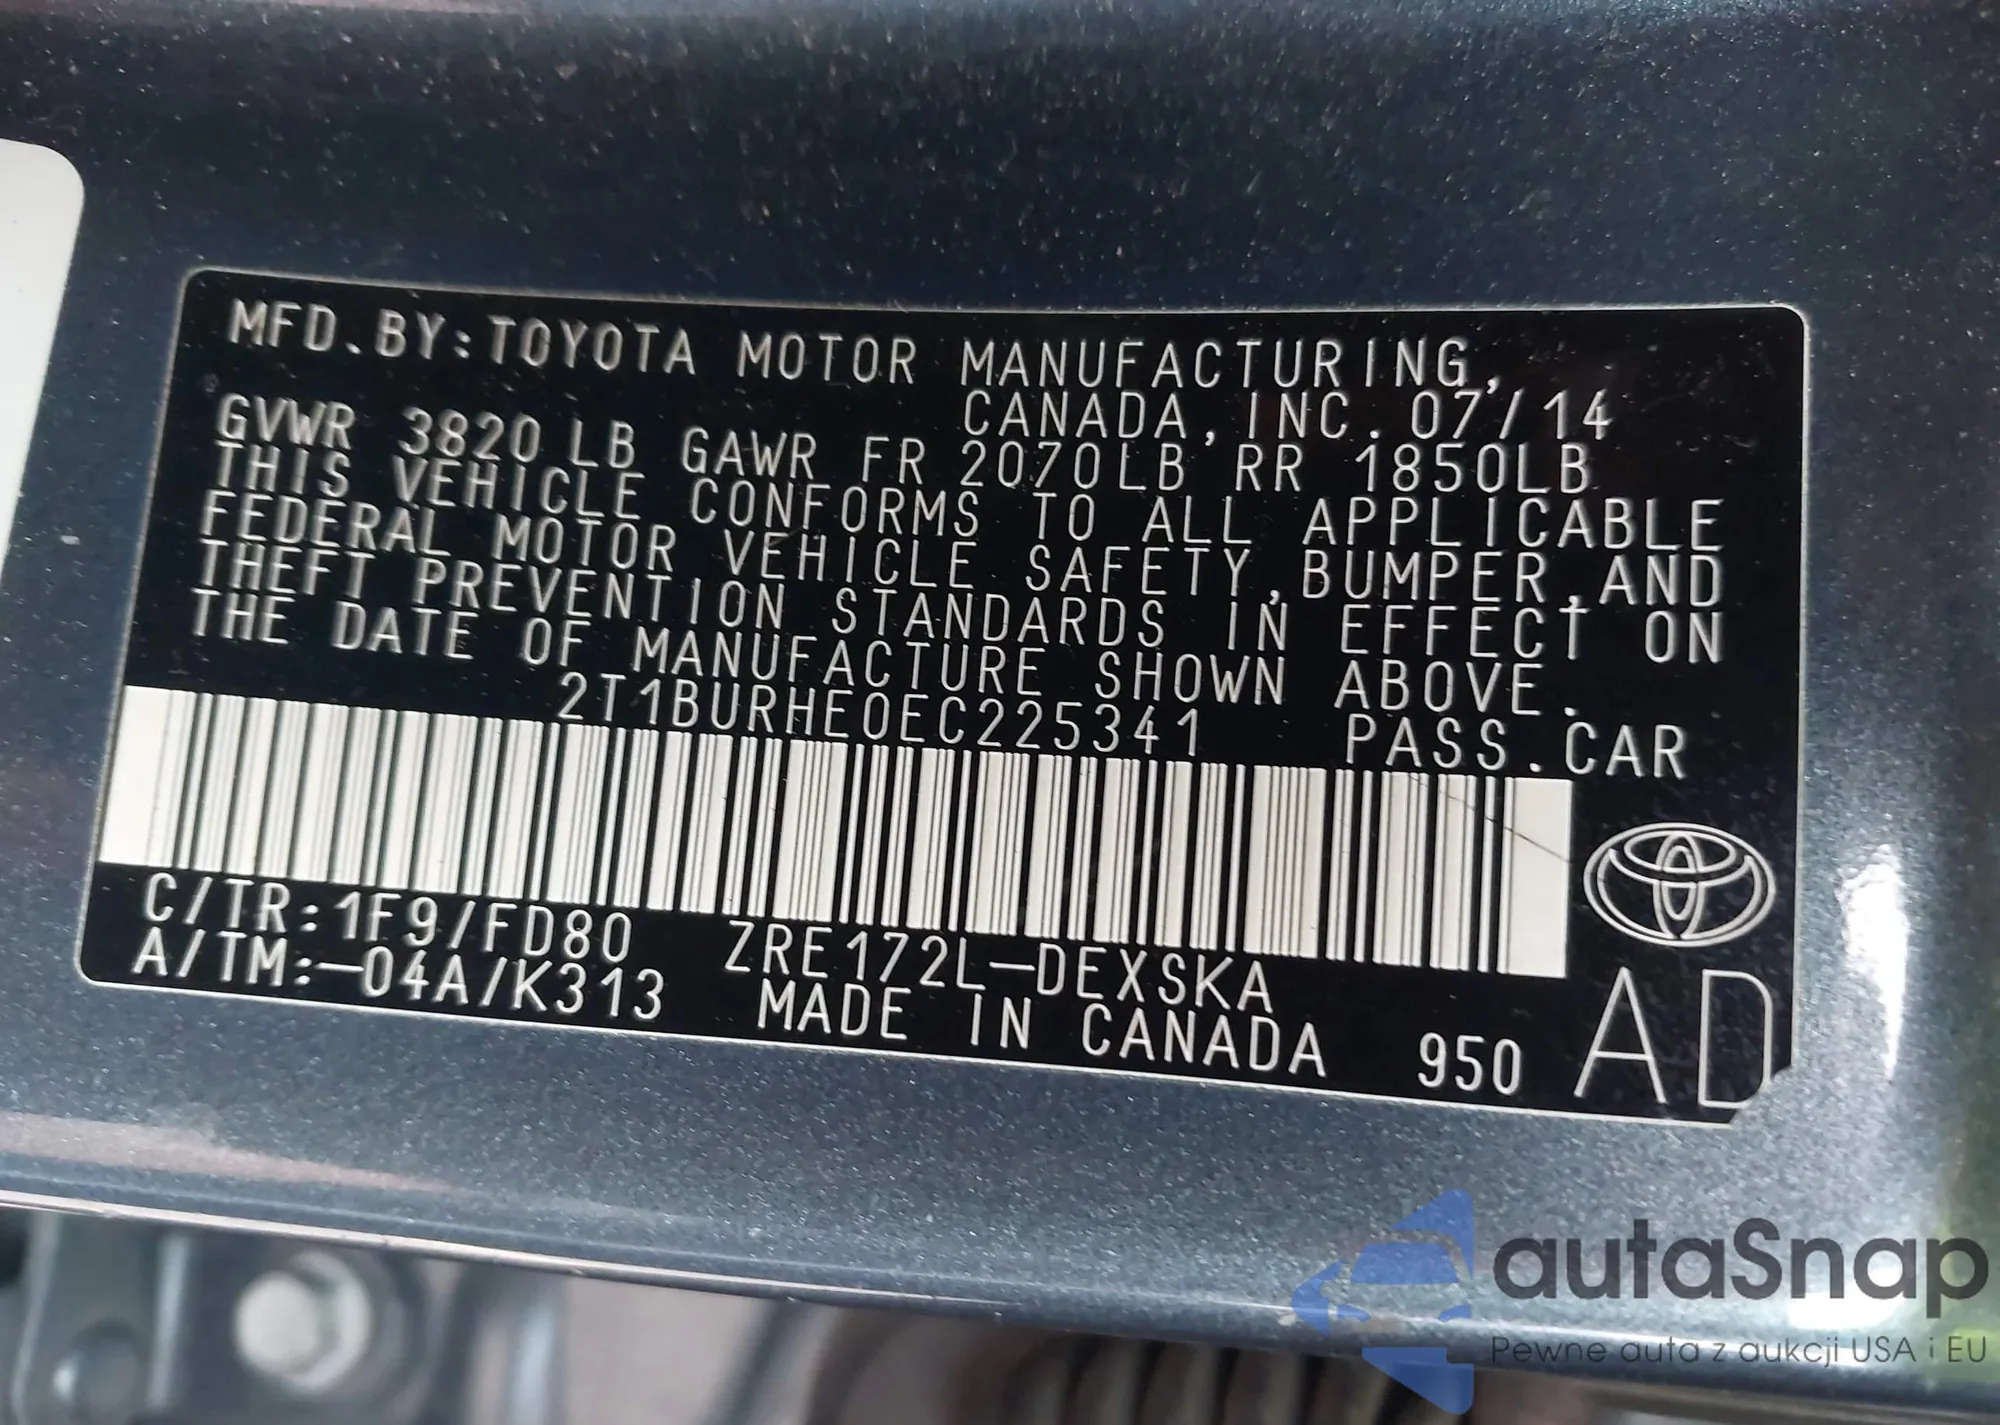 MFD.BY:TOYOTA MOTOR MANUFACTURING,
CANADA, INC. 07/14
GVWR 3820 LB GAWR FR 2070LB RR 1850LB
THIS VEHICLE CONFORMS TO ALL APPLICABLE
FEDERAL MOTOR VEHICLE SAFETY,BUMPER,AND
THEFT PREVENTION STANDARDS IN EFFECT ON
THE DATE OF MANUFACTURE SHOWN ABOVE.
2T1BURHE0EC225341 PASS.CAR
C/TR:1F9/FD80 ZRE172L-DEXSKA
A/TM:-04A/K313 MADE IN CANADA 950
AD
autaSnap
Pewne auta z aukcji USA i EU